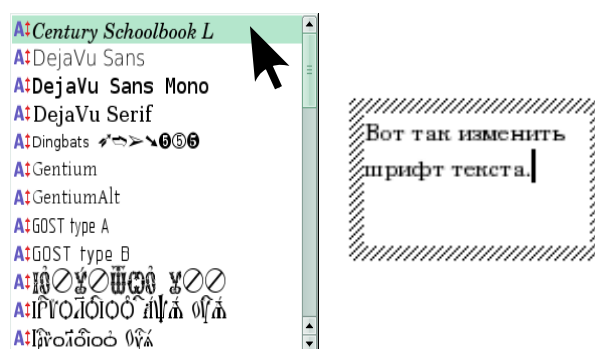 Century Schoolbook L
DejaVu Sans
DejaVu Sans Mono
DejaVu Serif
Dingbats
Gentium
GentiumAlt
GOST type A
GOST type B
Вот так изменить
шрифт текста.